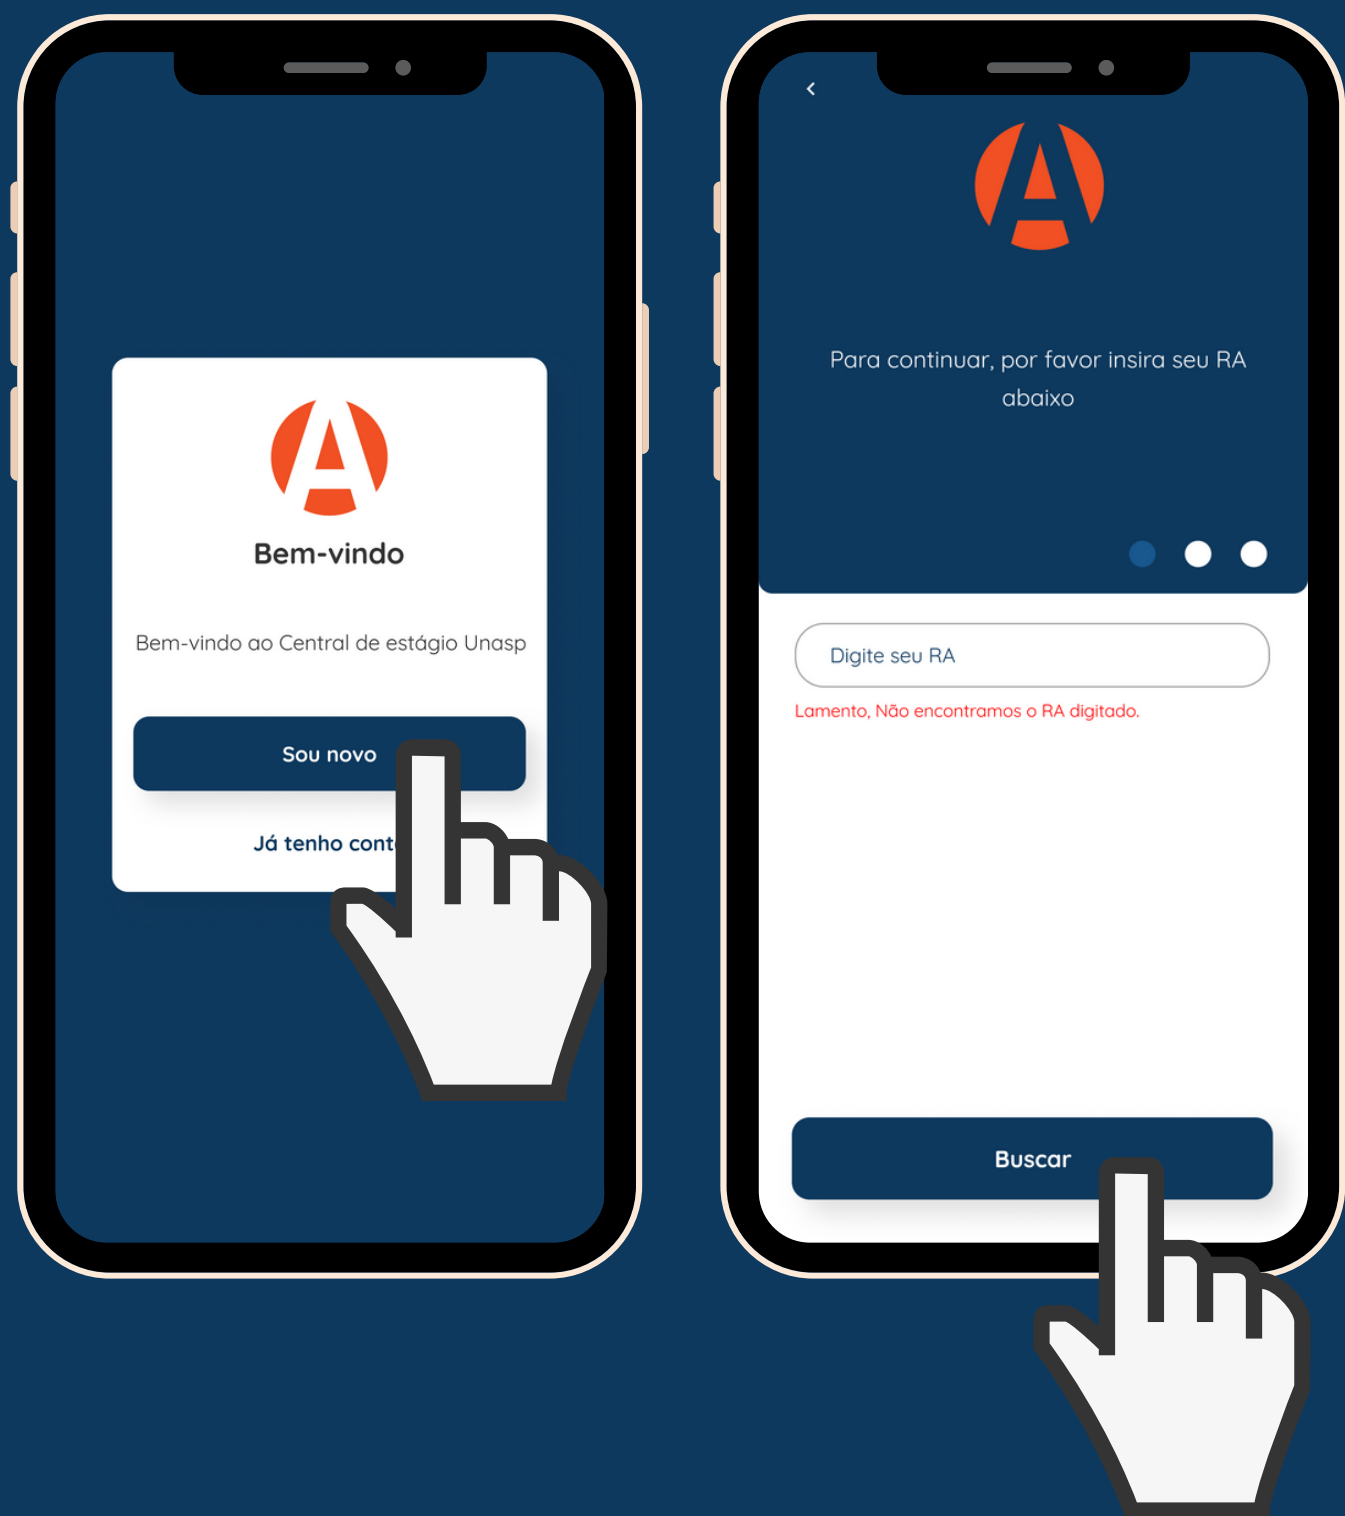 Bem-vindo
Bem-vindo ao Central de estágio Unasp
Sou novo
Já tenho
Para continuar, por favor insira seu RA
abaixo
Digite seu RA
Lamento, Não encontramos o RA digitado.
Buscar